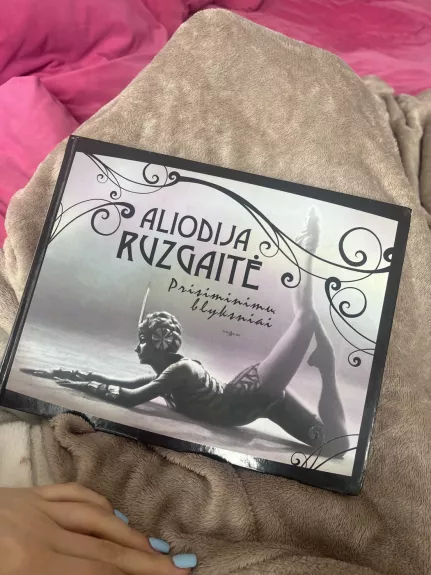 ALIODIJA
RUZGAITĖ
Prisiminimų
blyksniai